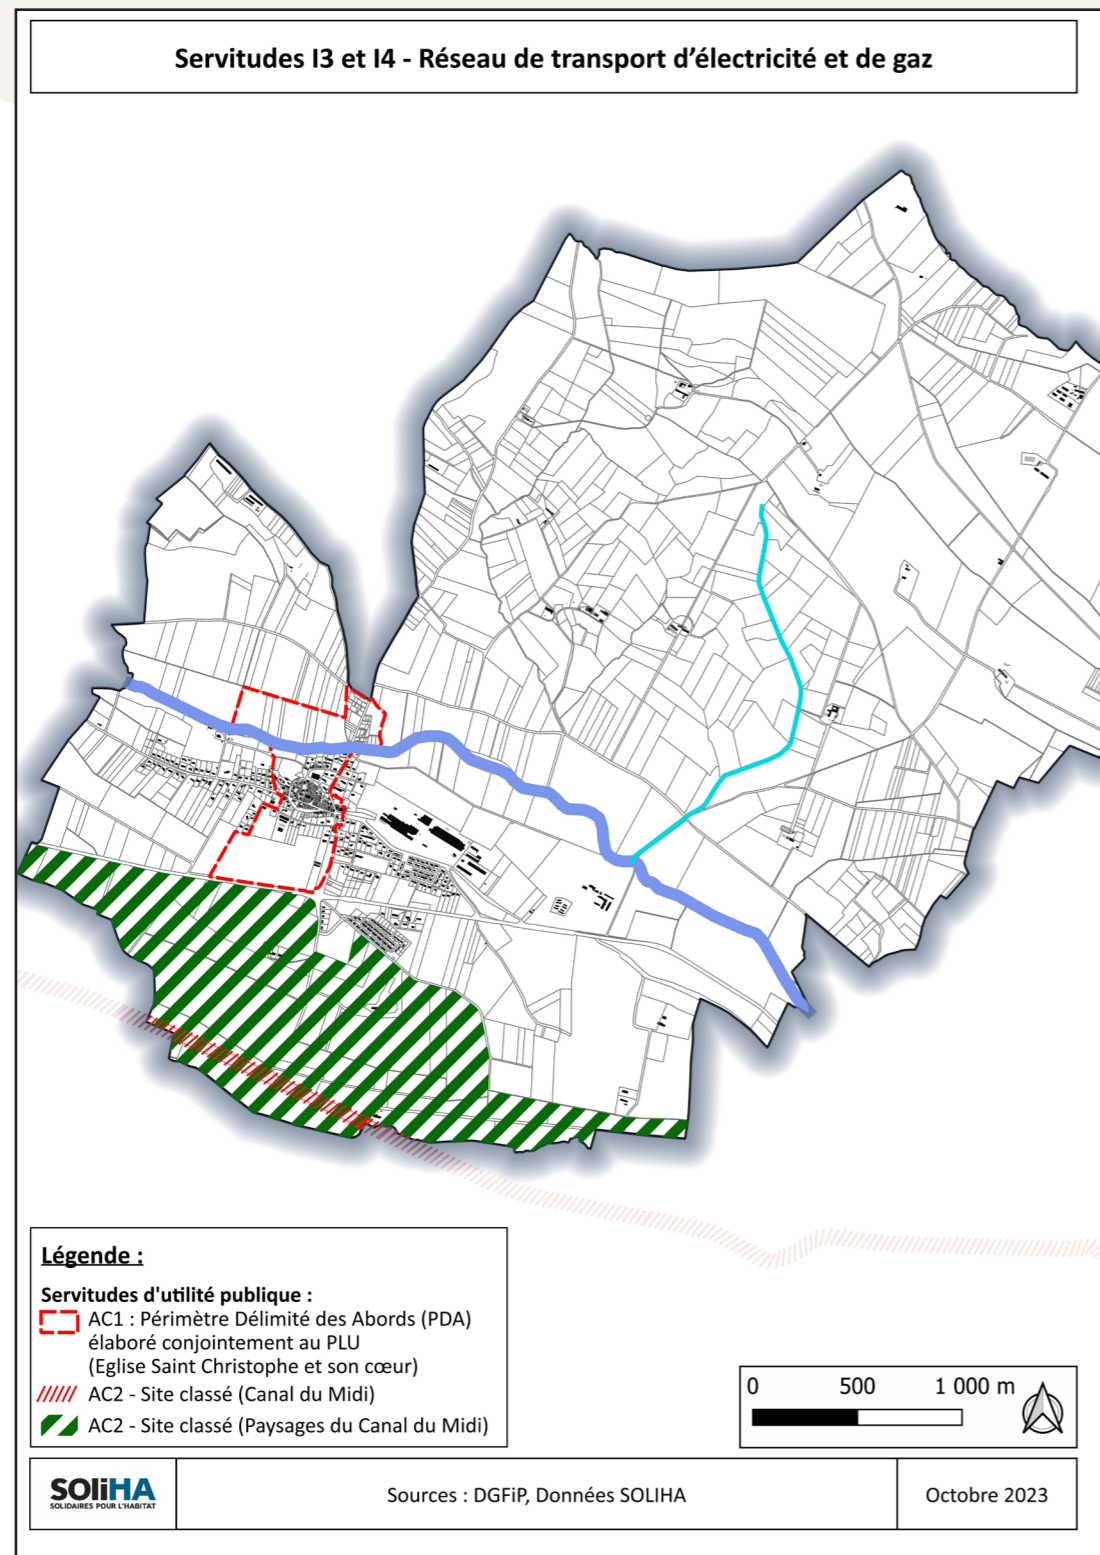 Servitudes I3 et I4 - Réseau de transport d’électricité et de gaz
Légende :
Servitudes d'utilité publique :
AC1 : Périmètre Délimité des Abords (PDA)
élaboré conjointement au PLU
(Eglise Saint Christophe et son cœur)
AC2 - Site classé (Canal du Midi)
AC2 - Site classé (Paysages du Canal du Midi)
0 500 1 000 m
SOLiHA
SOLIDAIRES POUR L'HABITAT
Sources : DGFiP, Données SOLIHA
Octobre 2023